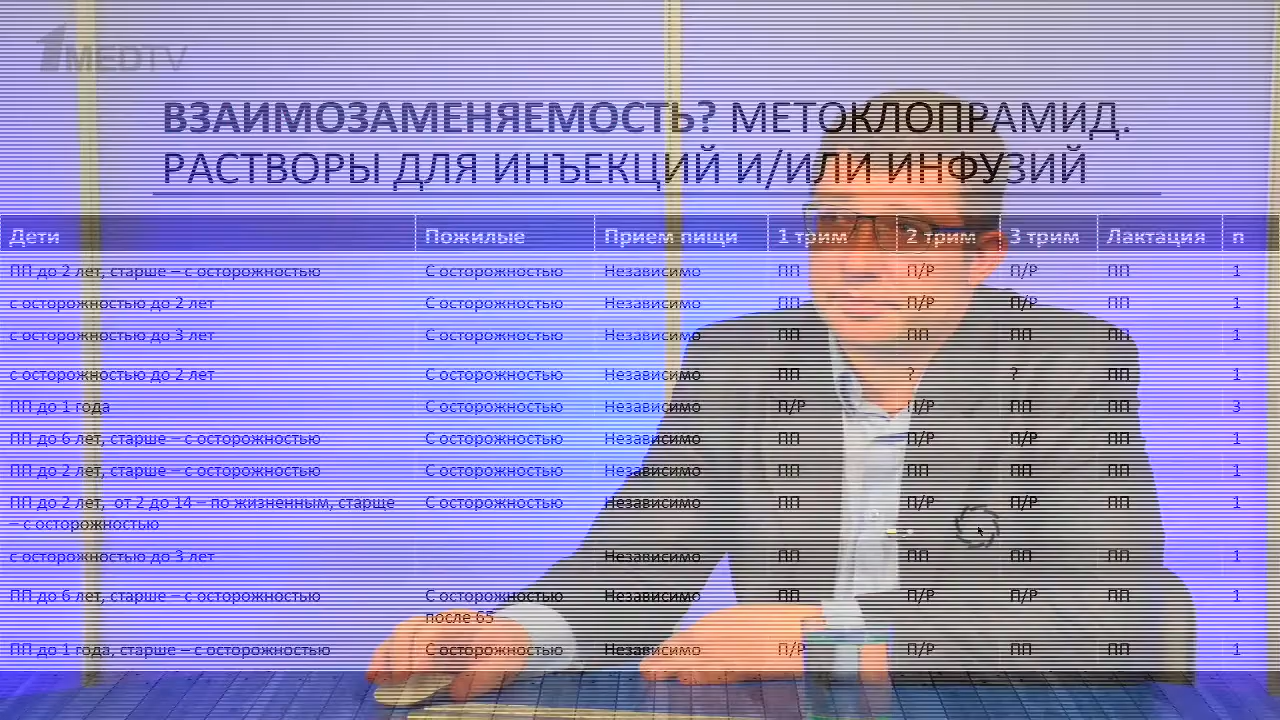 1MEDTV
ВЗАИМОЗАМЕНЯЕМОСТЬ? МЕТОКЛОПРАМИД.
РАСТВОРЫ ДЛЯ ИНЪЕКЦИЙ И/ИЛИ ИНФУЗИЙ
Дети Пожилые Прием пищи 1 трим 2 трим 3 трим Лактация n
ПП до 2 лет, старше – с осторожностью С осторожностью Независимо ПП П/Р П/Р ПП 1
с осторожностью до 2 лет С осторожностью Независимо ПП П/Р П/Р ПП 1
с осторожностью до 3 лет С осторожностью Независимо ПП ПП ПП ПП 1
с осторожностью до 2 лет С осторожностью Независимо ПП ? ? ПП 1
ПП до 1 года С осторожностью Независимо П/Р П/Р ПП ПП 3
ПП до 6 лет, старше – с осторожностью С осторожностью Независимо ПП П/Р П/Р ПП 1
ПП до 2 лет, старше – с осторожностью С осторожностью Независимо ПП ПП ПП ПП 1
ПП до 2 лет, от 2 до 14 – по жизненным, старще С осторожностью Независимо ПП П/Р П/Р ПП 1
– с осторожностью
с осторожностью до 3 лет Независимо ПП ПП ПП ПП 1
ПП до 6 лет, старше – с осторожностью С осторожностью Независимо ПП П/Р П/Р ПП 1
после 65
ПП до 1 года, старше – с осторожностью С осторожностью Независимо П/Р П/Р ПП ПП 1